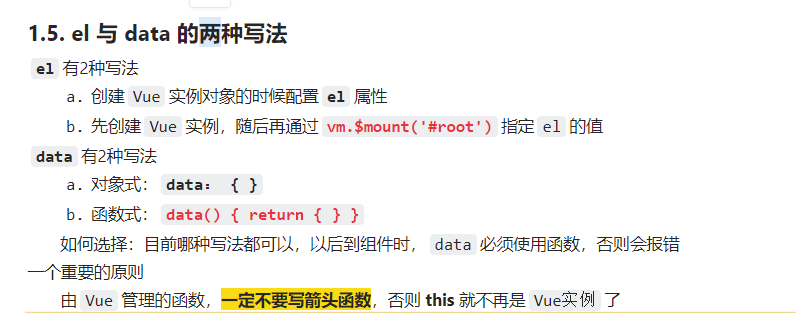 1.5. el 与 data 的两种写法
el 有2种写法
a. 创建 Vue 实例对象的时候配置 el 属性
b. 先创建 Vue 实例，随后再通过 vm.$mount('#root') 指定 el 的值
data 有2种写法
a. 对象式： data： { }
b. 函数式： data() { return { } }
如何选择：目前哪种写法都可以，以后到组件时， data 必须使用函数，否则会报错
一个重要的原则
由 Vue 管理的函数，一定不要写箭头函数，否则 this 就不再是 Vue实例 了